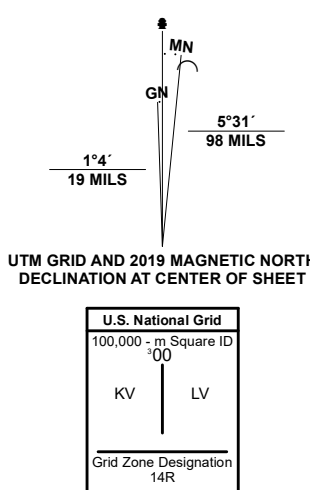 MN
GN
5°31´
98 MILS
1°4´
19 MILS
UTM GRID AND 2019 MAGNETIC NORTH
DECLINATION AT CENTER OF SHEET
U.S. National Grid
100,000 - m Square ID
³00
KV LV
Grid Zone Designation
14R